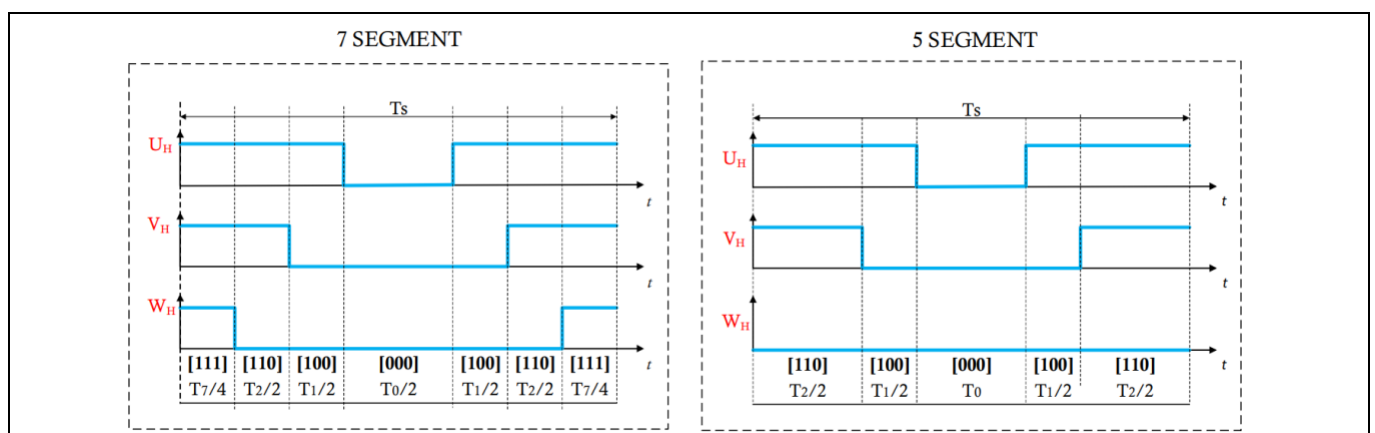 7 SEGMENT
Ts
UH
t
VH
t
WH
t
[111] [110] [100] [000] [100] [110] [111]
T7/4 T2/2 T1/2 T0/2 T1/2 T2/2 T7/4
5 SEGMENT
Ts
UH
t
VH
t
WH
t
[110] [100] [000] [100] [110]
T2/2 T1/2 T0 T1/2 T2/2